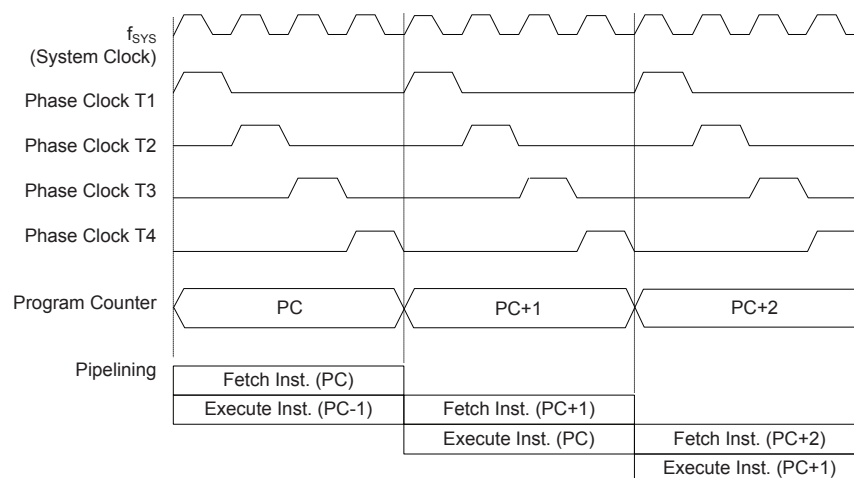 fSYS
(System Clock)
Phase Clock T1
Phase Clock T2
Phase Clock T3
Phase Clock T4
Program Counter
PC
PC+1
PC+2
Pipelining
Fetch Inst. (PC)
Execute Inst. (PC-1)
Fetch Inst. (PC+1)
Execute Inst. (PC)
Fetch Inst. (PC+2)
Execute Inst. (PC+1)